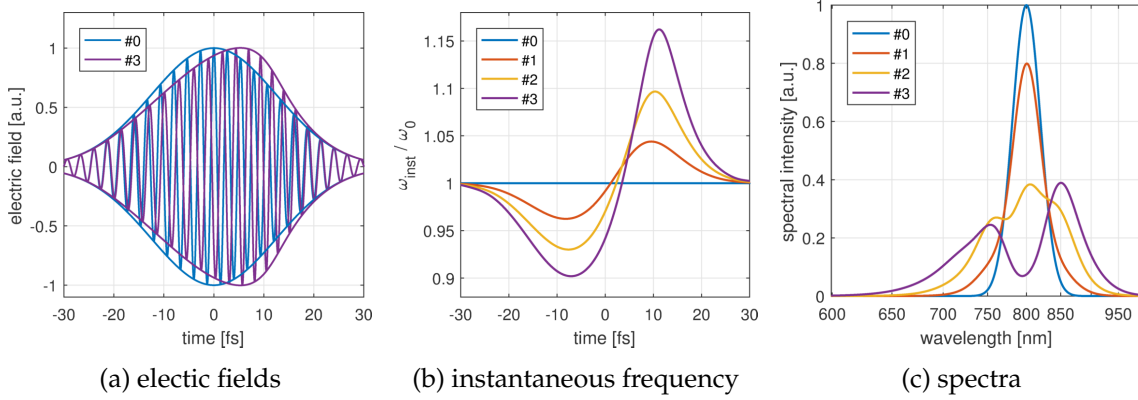 electric field [a.u.]
1
0.5
0
-0.5
-1
#0
#3
-30 -20 -10 0 10 20 30
time [fs]
(a) electic fields
ω_inst / ω_0
1.15
1.1
1.05
1
0.95
0.9
#0
#1
#2
#3
-30 -20 -10 0 10 20 30
time [fs]
(b) instantaneous frequency
spectral intensity [a.u.]
1
0.8
0.6
0.4
0.2
0
#0
#1
#2
#3
600 700 750 800 850 950
wavelength [nm]
(c) spectra